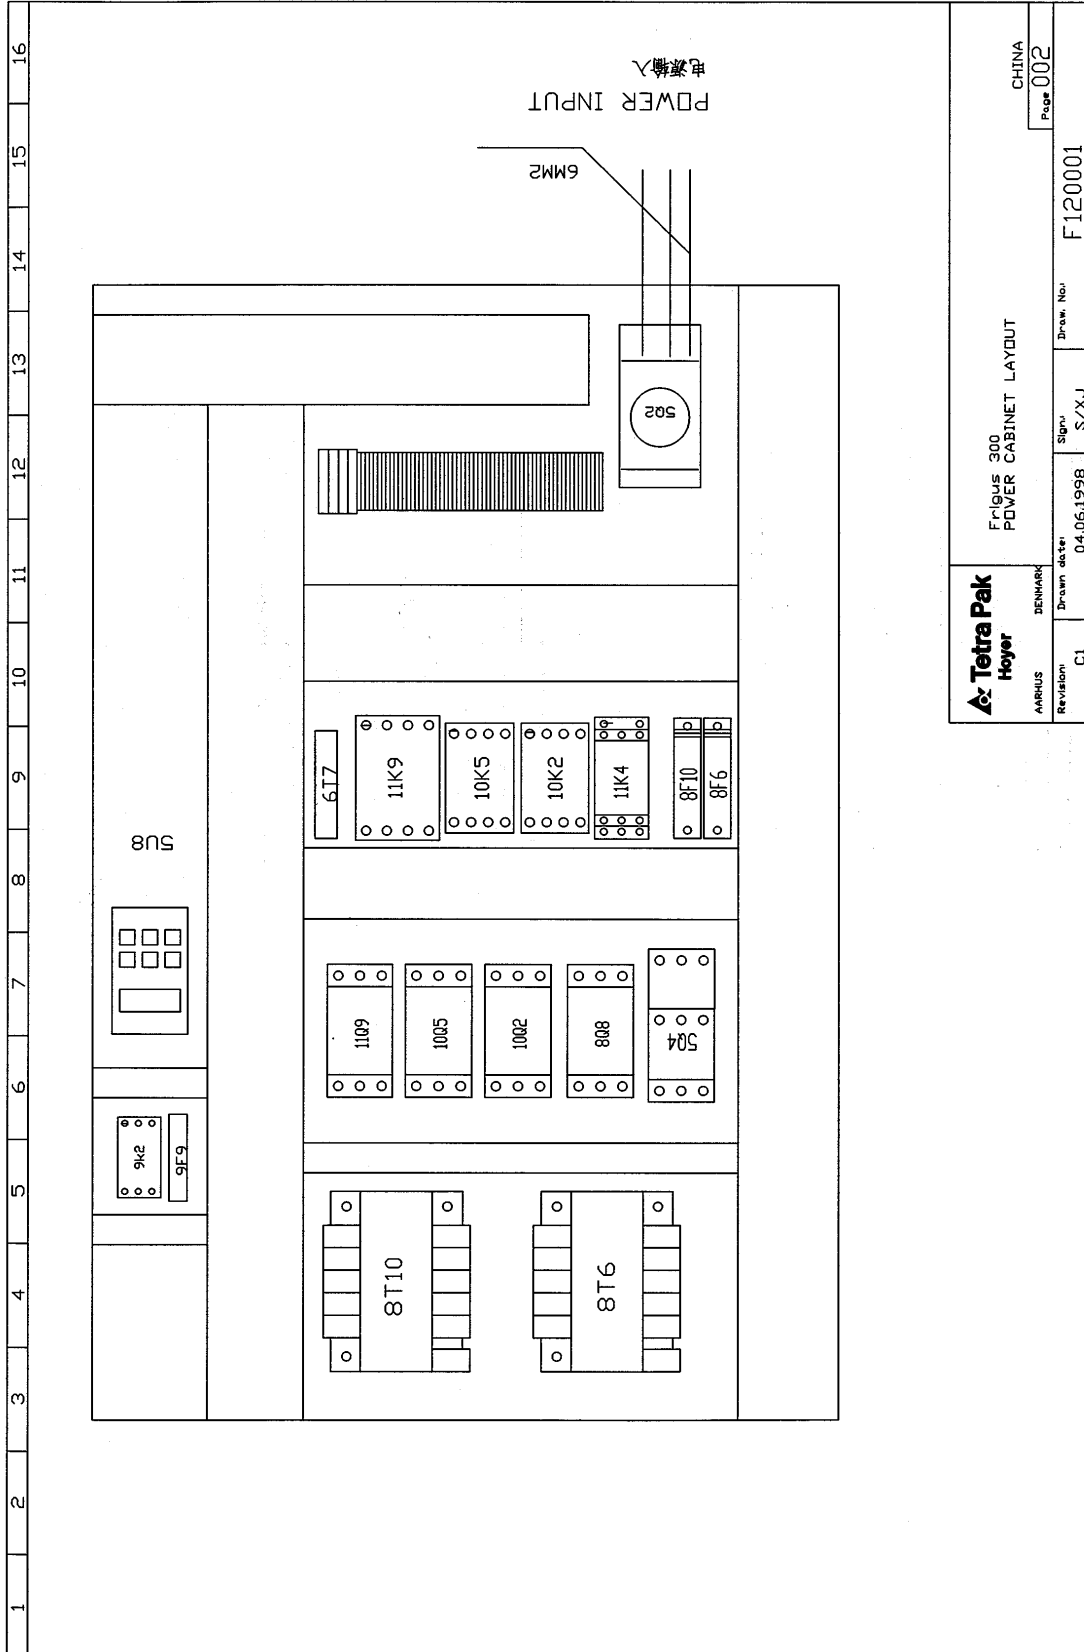 1 2 3 4 5 6 7 8 9 10 11 12 13 14 15 16
电源输入
POWER INPUT
6MM2
5U8
9k2
9F9
6T7
11K9
10K5
10K2
11K4
8F10
8F6
11Q9
10Q5
10Q2
8Q8
5Q4
5Q2
8T10
8T6
Tetra Pak
Hoyer
AARHUS DENMARK
Frigus 300
POWER CABINET LAYOUT
CHINA
Page 002
Revision: C1
Drawn date: 04.06.1998
Sign.: S/XJ
Draw. No.: F120001